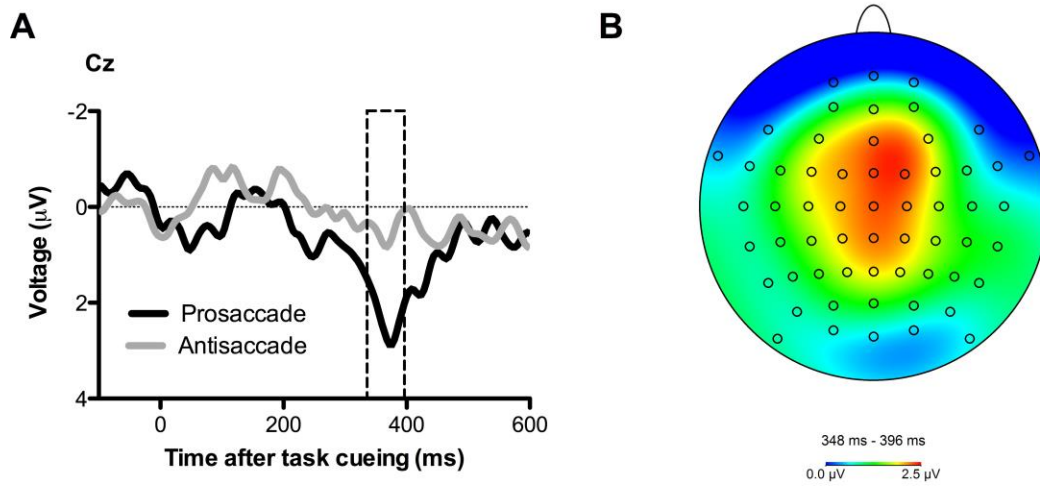 A
Cz
-2
0
2
4
Voltage (μV)
Prosaccade
Antisaccade
0
200
400
600
Time after task cueing (ms)
B
348 ms - 396 ms
0.0 μV
2.5 μV